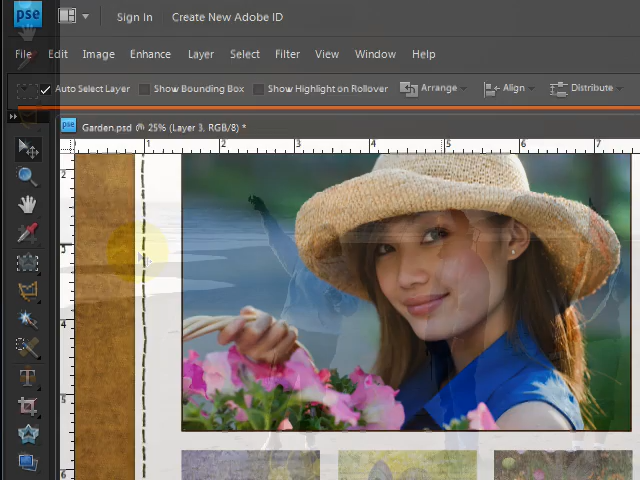 pse Sign In Create New Adobe ID
File Edit Image Enhance Layer Select Filter View Window Help
Auto Select Layer Show Bounding Box Show Highlight on Rollover Arrange Align Distribute
pse Garden.psd @ 25% (Layer 3, RGB/8) *
1 2 3 4 5 6 7
2
3
4
T
5
6